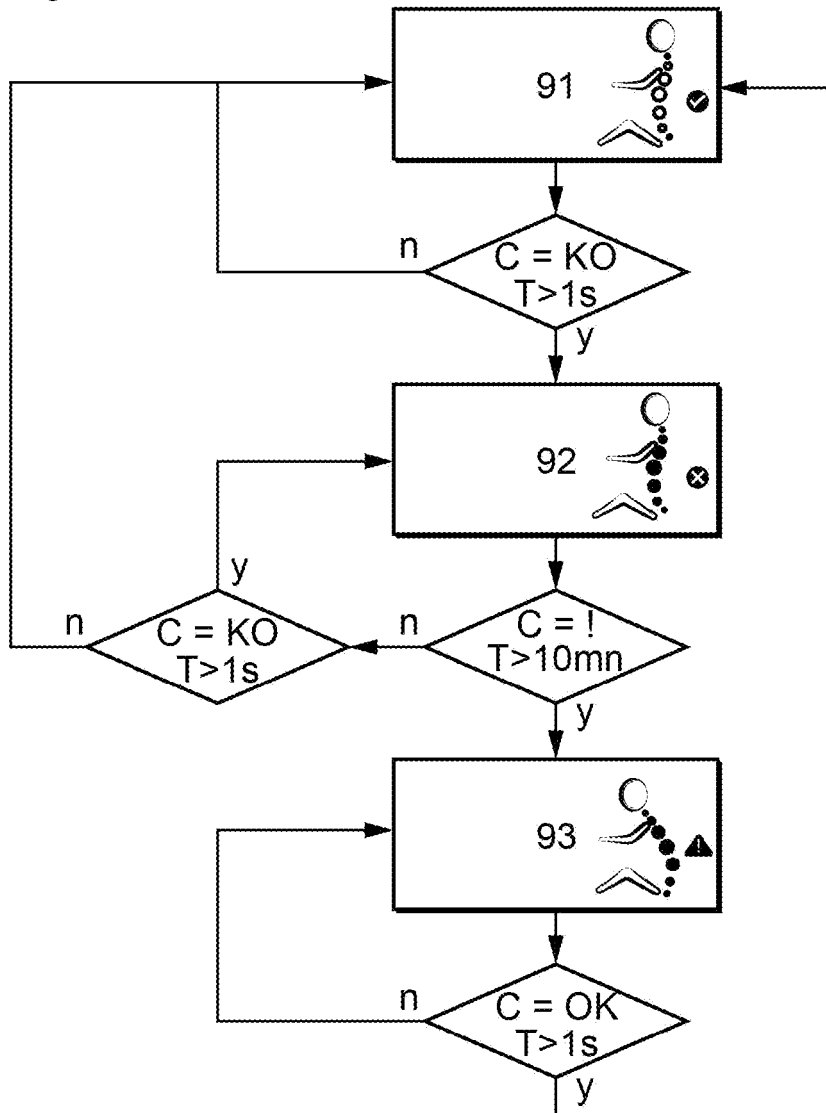 91
n
C = KO
T>1s
y
92
y
n
C = KO
T>1s
n
C = !
T>10mn
y
93
n
C = OK
T>1s
y